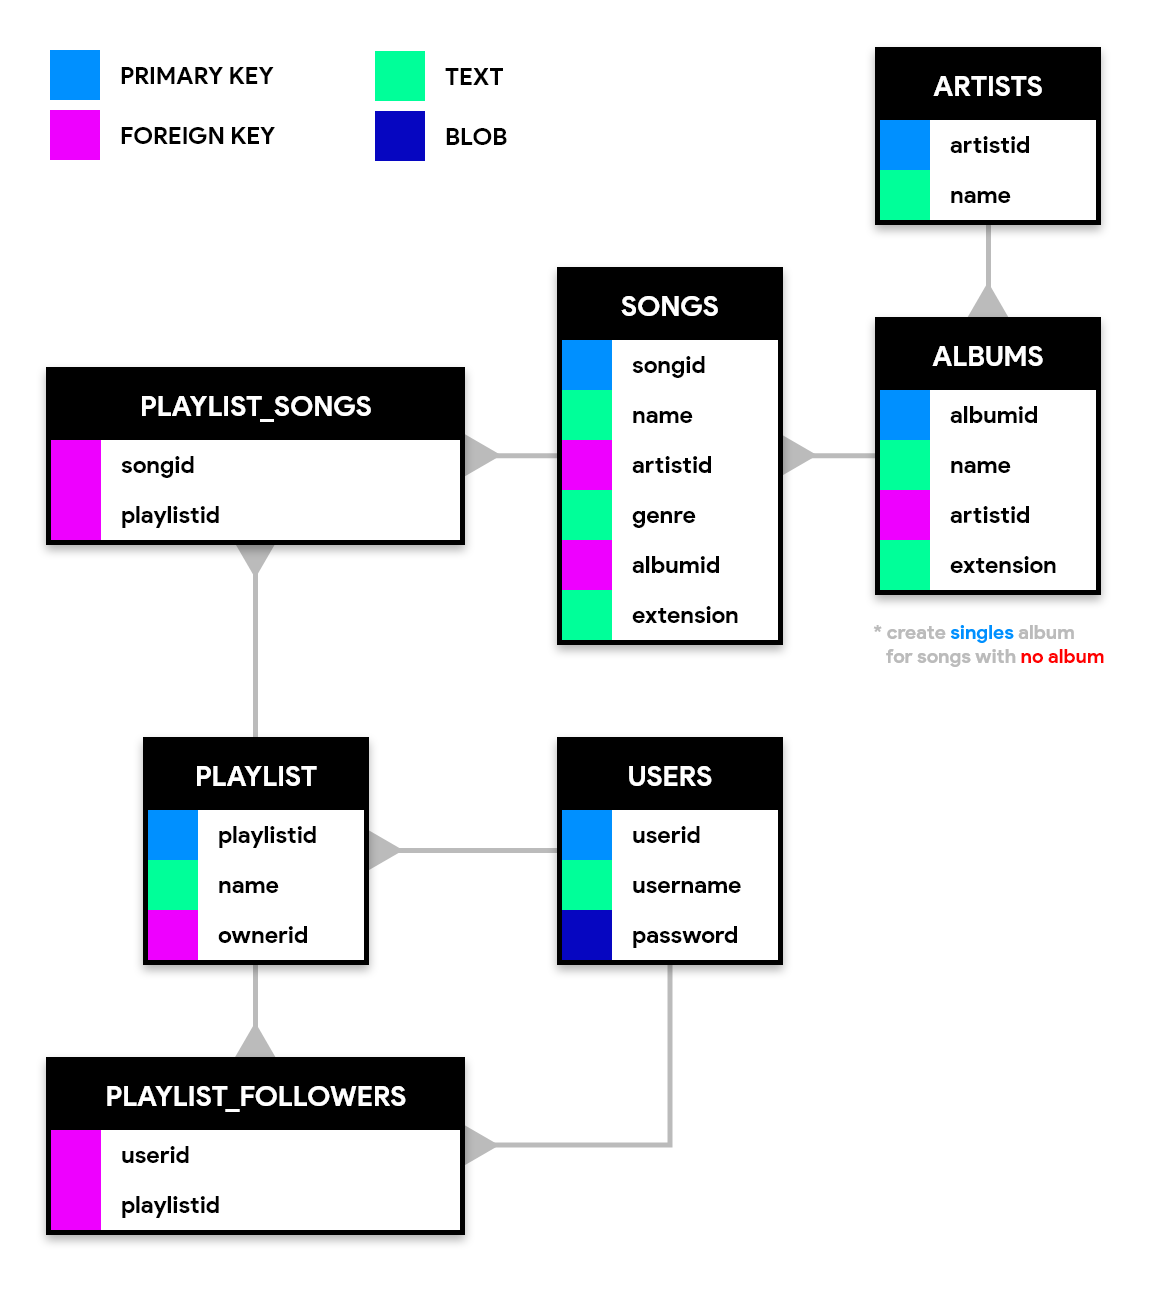 PRIMARY KEY
TEXT
FOREIGN KEY
BLOB
ARTISTS
artistid
name
SONGS
songid
name
artistid
genre
albumid
extension
ALBUMS
albumid
name
artistid
extension
* create singles album
for songs with no album
PLAYLIST_SONGS
songid
playlistid
PLAYLIST
playlistid
name
ownerid
USERS
userid
username
password
PLAYLIST_FOLLOWERS
userid
playlistid